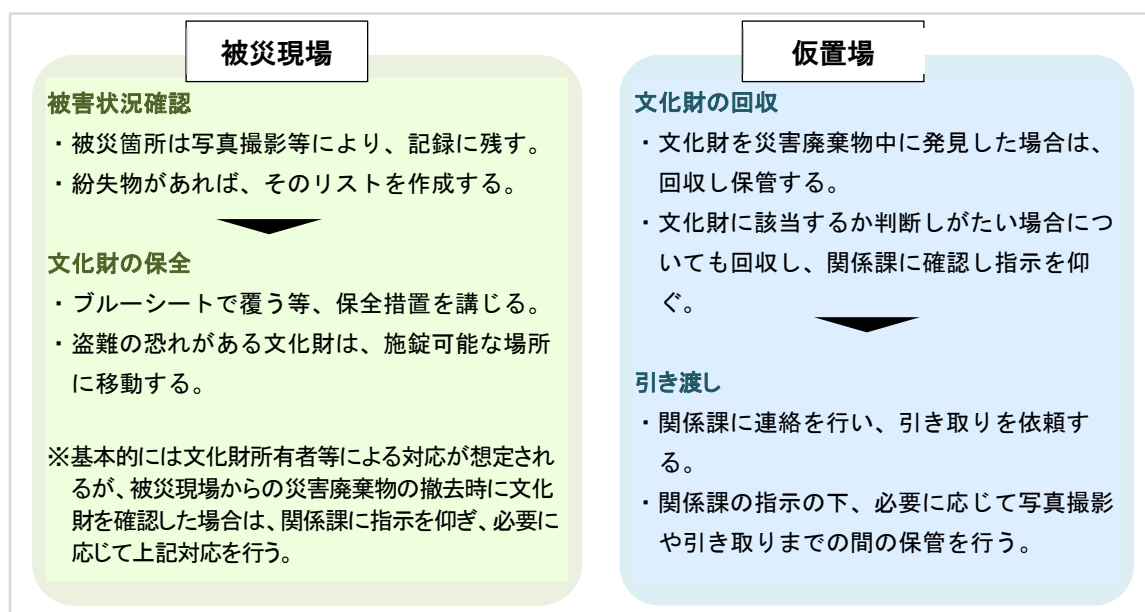 被災現場
被害状況確認
・被災箇所は写真撮影等により、記録に残す。
・紛失物があれば、そのリストを作成する。
文化財の保全
・ブルーシートで覆う等、保全措置を講じる。
・盗難の恐れがある文化財は、施錠可能な場所
に移動する。
※基本的には文化財所有者等による対応が想定され
るが、被災現場からの災害廃棄物の撤去時に文化
財を確認した場合は、関係課に指示を仰ぎ、必要に
応じて上記対応を行う。
仮置場
文化財の回収
・文化財を災害廃棄物中に発見した場合は、
回収し保管する。
・文化財に該当するか判断しがたい場合につ
いても回収し、関係課に確認し指示を仰
ぐ。
引き渡し
・関係課に連絡を行い、引き取りを依頼す
る。
・関係課の指示の下、必要に応じて写真撮影
や引き取りまでの間の保管を行う。